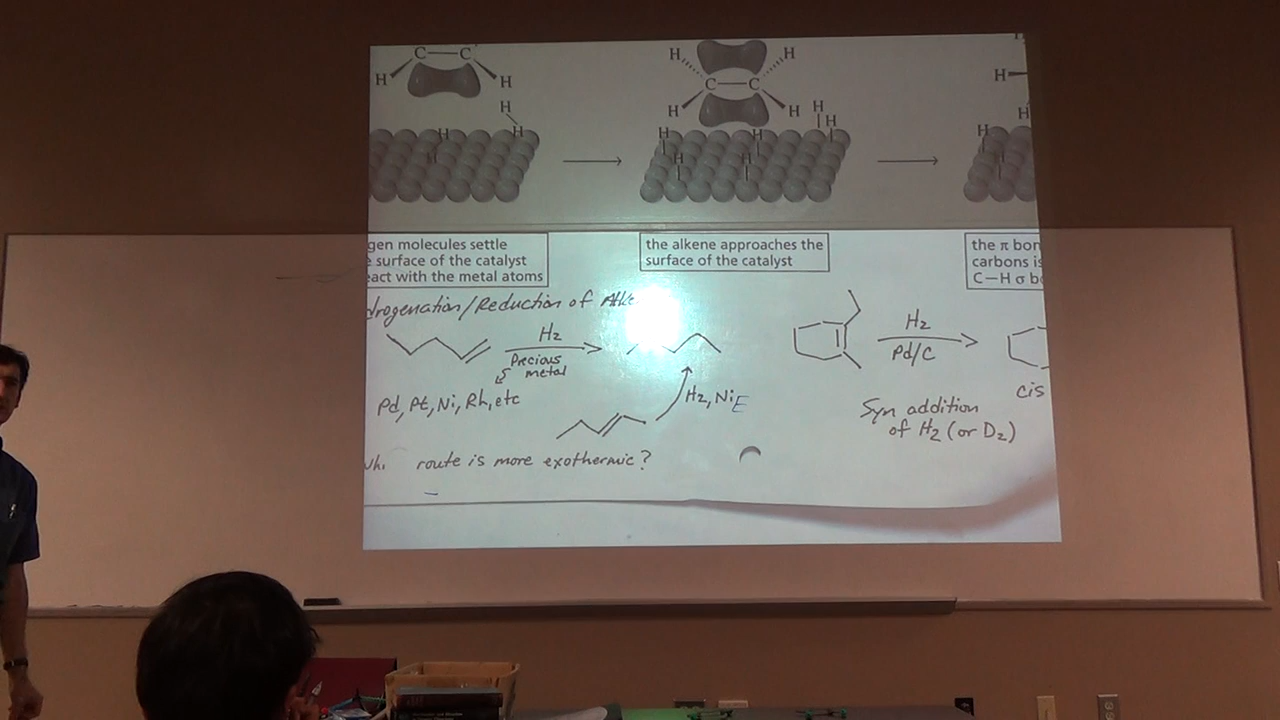 C — C
H
H
H
H
H
H
H
H
C — C
H
H
H
H
H
H
H
H
H
H
H
H
gen molecules settle
e surface of the catalyst
eact with the metal atoms
the alkene approaches the
surface of the catalyst
the π bon
carbons is
C—H σ b
drogenation/Reduction of Alke
H2
Precious
metal
Pd, Pt, Ni, Rh, etc
H2, Ni
E
route is more exothermic?
H2
Pd/C
cis
Syn addition
of H2 (or D2)